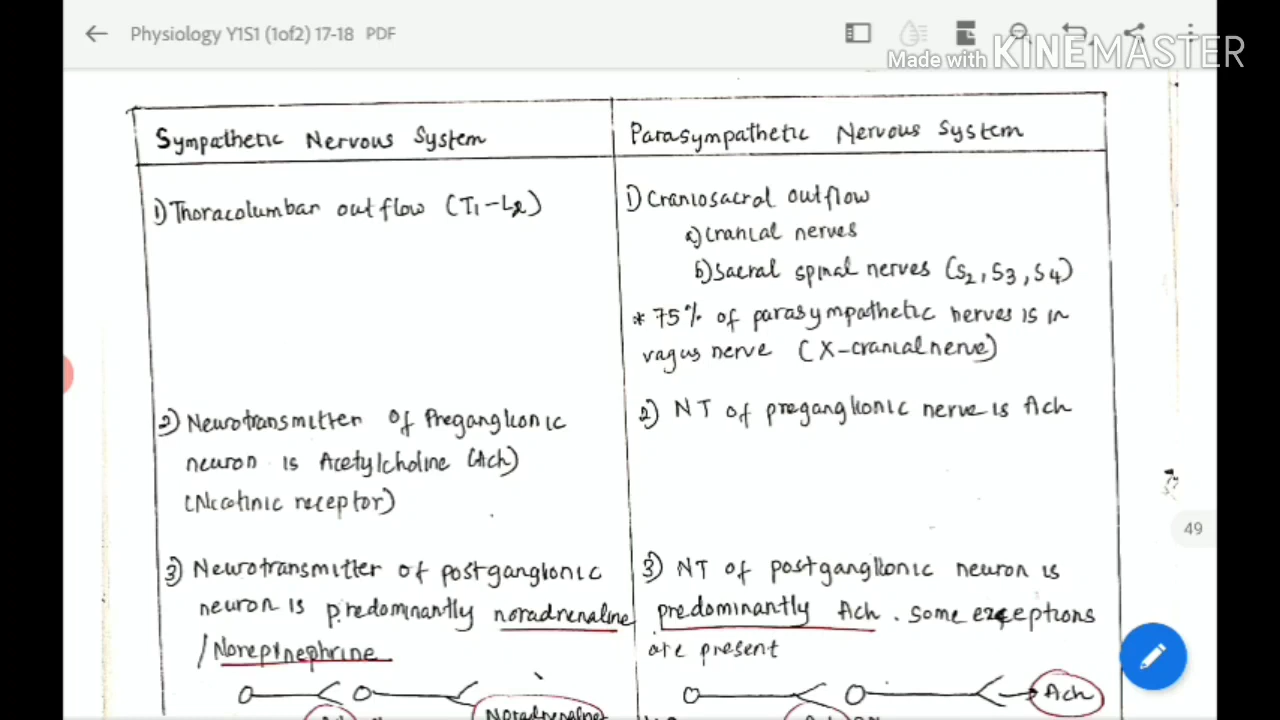 Physiology Y1S1 (1of2) 17-18 PDF
Made with KINEMASTER
Sympathetic Nervous System
Parasympathetic Nervous System
1) Thoracolumbar outflow (T1-L2)
1) Craniosacral outflow
a) cranial nerves
b) Sacral spinal nerves (S2, S3, S4)
* 75% of parasympathetic nerves is in
vagus nerve (X-cranial nerve)
2) Neurotransmitter of Preganglionic
neuron is Acetylcholine (Ach)
(Nicotinic receptor)
2) NT of preganglionic nerve is Ach
3) Neurotransmitter of postganglionic
neuron is predominantly noradrenaline
/ Norepinephrine
3) NT of postganglionic neuron is
predominantly Ach. Some exceptions
are present
Noradrenaline
Ach
49